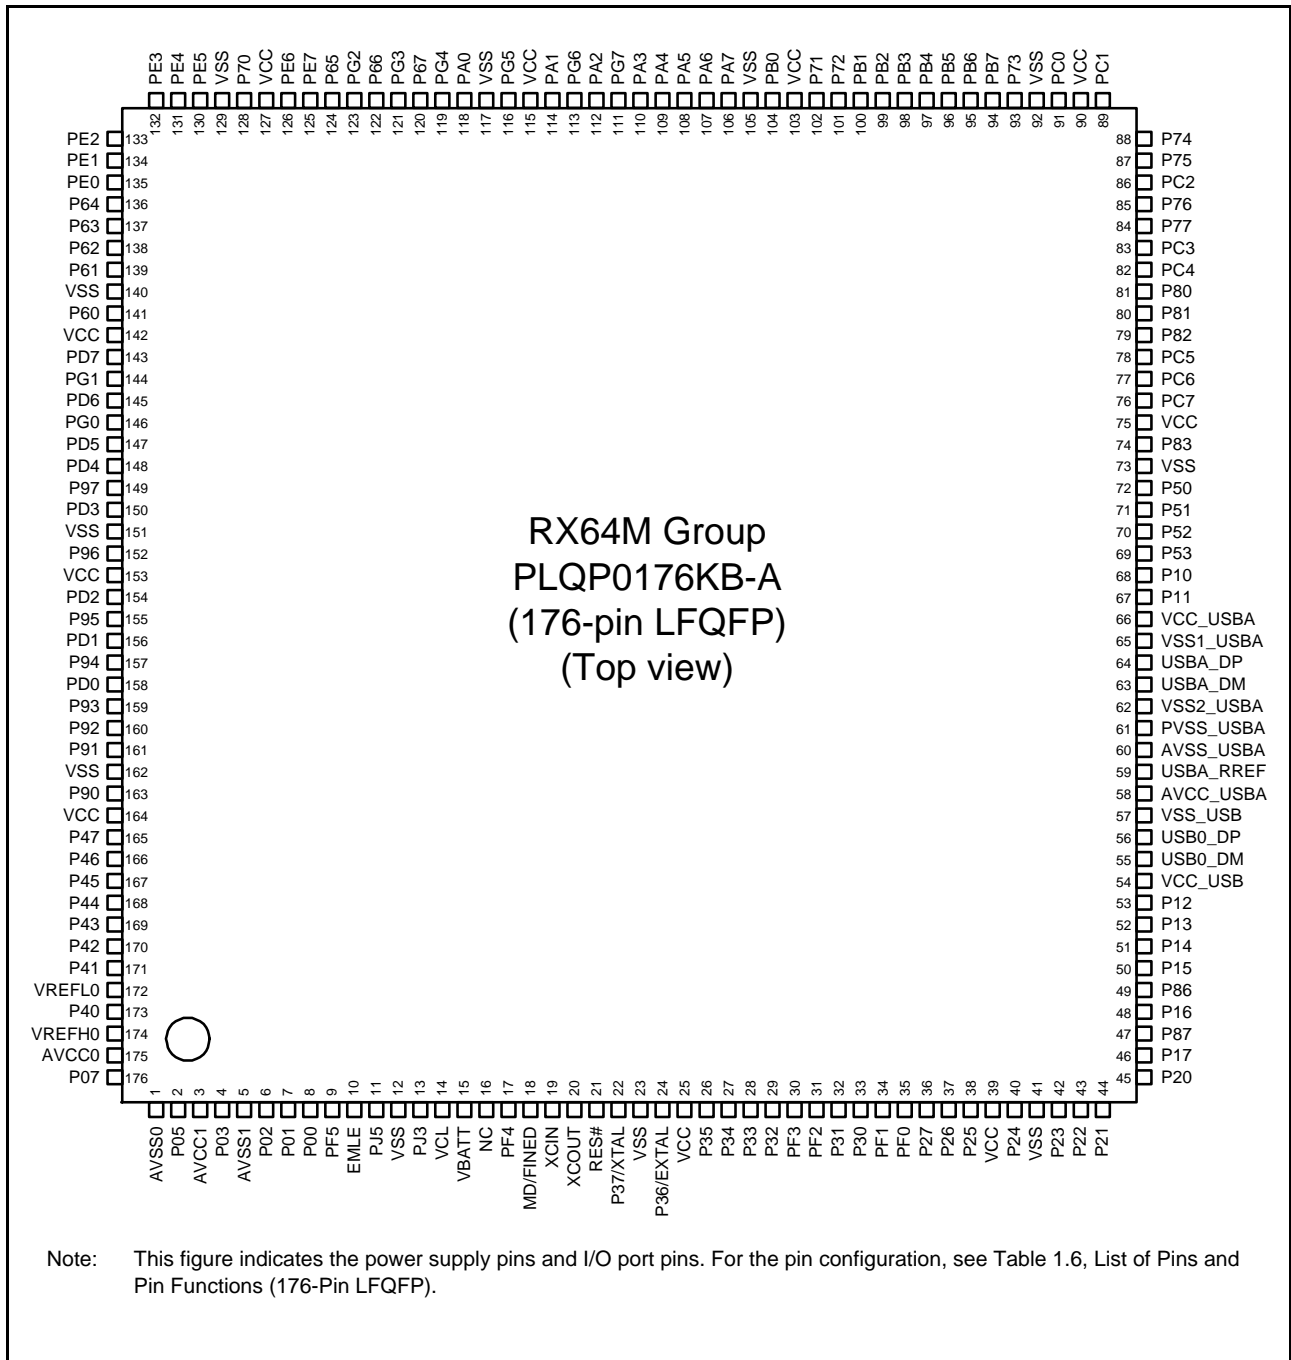 PE3
PE4
PE5
VSS
P70
VCC
PE6
PE7
P65
PG2
P66
PG3
P67
PG4
PA0
VSS
PG5
VCC
PA1
PG6
PA2
PG7
PA3
PA4
PA5
PA6
PA7
VSS
PB0
VCC
P71
P72
PB1
PB2
PB3
PB4
PB5
PB6
PB7
P73
VSS
PC0
VCC
PC1
132
131
130
129
128
127
126
125
124
123
122
121
120
119
118
117
116
115
114
113
112
111
110
109
108
107
106
105
104
103
102
101
100
99
98
97
96
95
94
93
92
91
90
89
PE2 133
PE1 134
PE0 135
P64 136
P63 137
P62 138
P61 139
VSS 140
P60 141
VCC 142
PD7 143
PG1 144
PD6 145
PG0 146
PD5 147
PD4 148
P97 149
PD3 150
VSS 151
P96 152
VCC 153
PD2 154
P95 155
PD1 156
P94 157
PD0 158
P93 159
P92 160
P91 161
VSS 162
P90 163
VCC 164
P47 165
P46 166
P45 167
P44 168
P43 169
P42 170
P41 171
VREFL0 172
P40 173
VREFH0 174
AVCC0 175
P07 176
RX64M Group
PLQP0176KB-A
(176-pin LFQFP)
(Top view)
88 P74
87 P75
86 PC2
85 P76
84 P77
83 PC3
82 PC4
81 P80
80 P81
79 P82
78 PC5
77 PC6
76 PC7
75 VCC
74 P83
73 VSS
72 P50
71 P51
70 P52
69 P53
68 P10
67 P11
66 VCC_USBA
65 VSS1_USBA
64 USBA_DP
63 USBA_DM
62 VSS2_USBA
61 PVSS_USBA
60 AVSS_USBA
59 USBA_RREF
58 AVCC_USBA
57 VSS_USB
56 USB0_DP
55 USB0_DM
54 VCC_USB
53 P12
52 P13
51 P14
50 P15
49 P86
48 P16
47 P87
46 P17
45 P20
1
2
3
4
5
6
7
8
9
10
11
12
13
14
15
16
17
18
19
20
21
22
23
24
25
26
27
28
29
30
31
32
33
34
35
36
37
38
39
40
41
42
43
44
AVSS0
P05
AVCC1
P03
AVSS1
P02
P01
P00
PF5
EMLE
PJ5
VSS
PJ3
VCL
VBATT
NC
PF4
MD/FINED
XCIN
XCOUT
RES#
P37/XTAL
VSS
P36/EXTAL
VCC
P35
P34
P33
P32
PF3
PF2
P31
P30
PF1
PF0
P27
P26
P25
VCC
P24
VSS
P23
P22
P21
Note: This figure indicates the power supply pins and I/O port pins. For the pin configuration, see Table 1.6, List of Pins and
Pin Functions (176-Pin LFQFP).